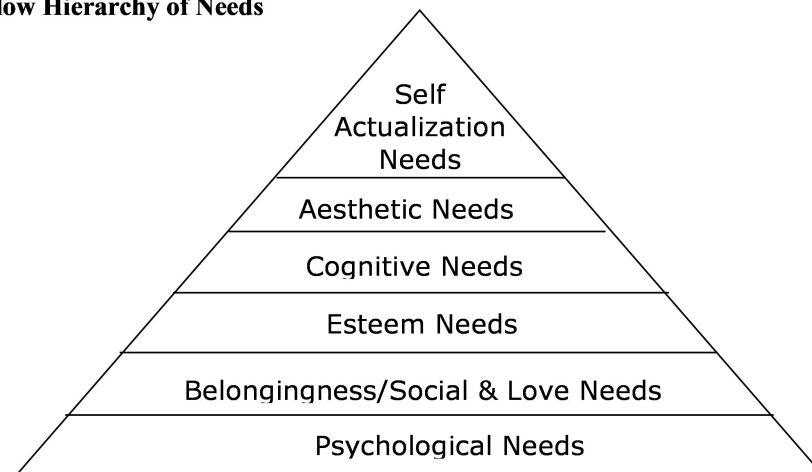 low Hierarchy of Needs
Self
Actualization
Needs
Aesthetic Needs
Cognitive Needs
Esteem Needs
Belongingness/Social & Love Needs
Psychological Needs